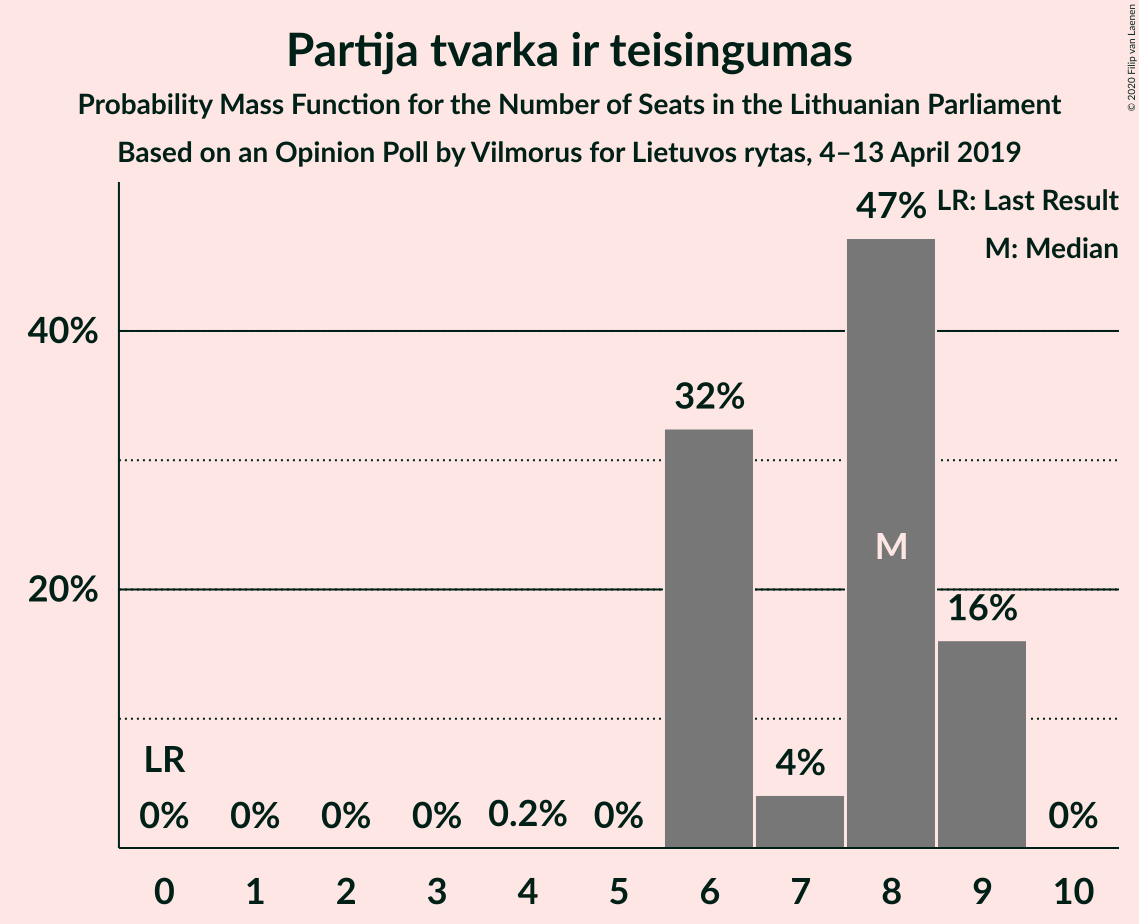 Partija tvarka ir teisingumas
Probability Mass Function for the Number of Seats in the Lithuanian Parliament
Based on an Opinion Poll by Vilmorus for Lietuvos rytas, 4–13 April 2019
© 2020 Filip van Laenen
LR: Last Result
M: Median
47%
40%
32%
M
20%
16%
LR
4%
0% 0% 0% 0% 0.2% 0% 0%
0 1 2 3 4 5 6 7 8 9 10